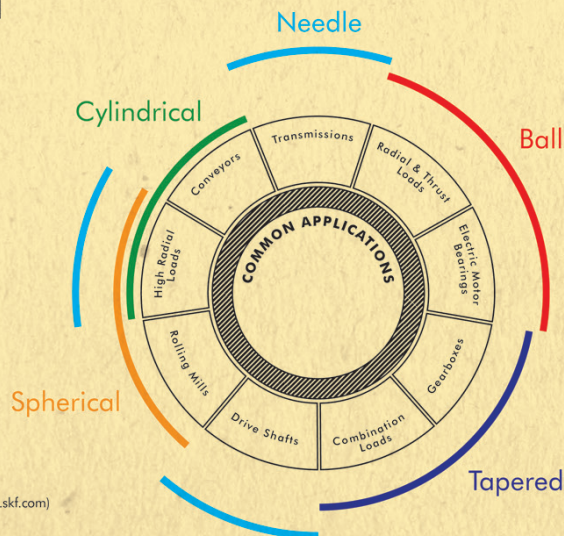 Needle
Cylindrical
Ball
Transmissions
Conveyors
Radial & Thrust
Loads
High Radial
Loads
Electric Motor
Bearings
COMMON APPLICATIONS
Rolling Mills
Gearboxes
Drive Shafts
Combination
Loads
Spherical
Tapered
.skf.com)